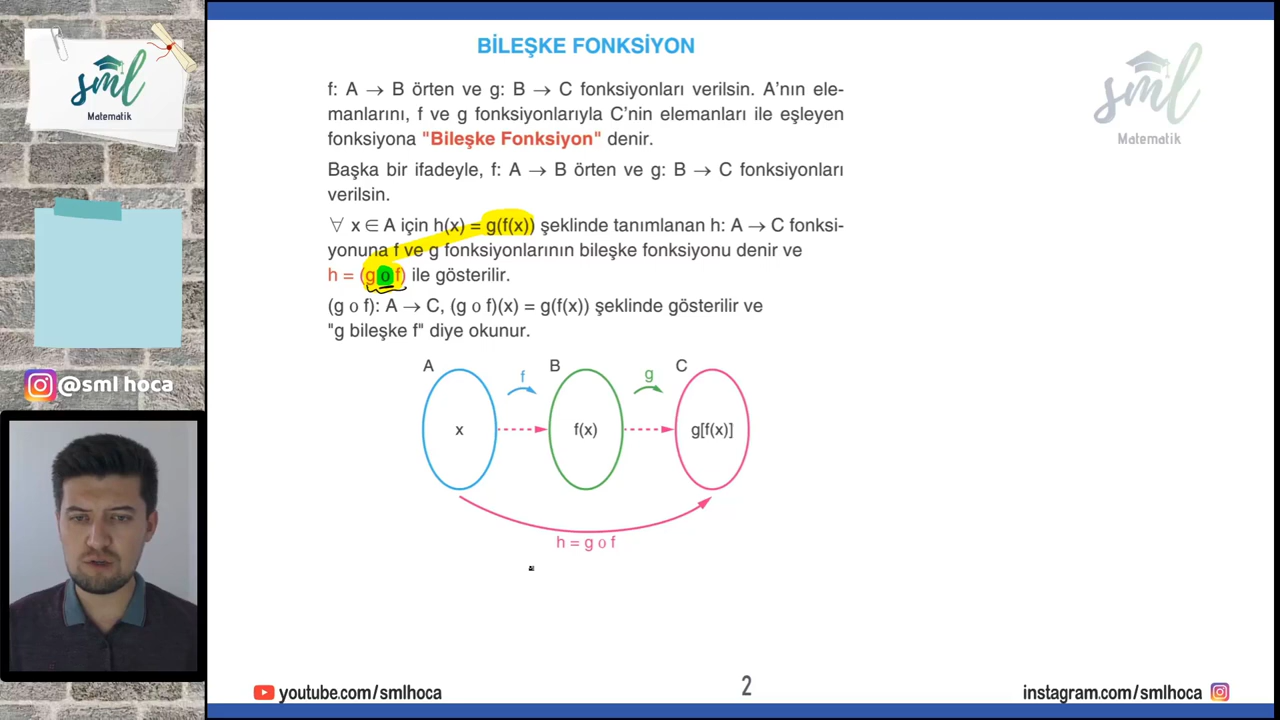 BİLEŞKE FONKSİYON
f: A → B örten ve g: B → C fonksiyonları verilsin. A'nın ele-
manlarını, f ve g fonksiyonlarıyla C'nin elemanları ile eşleyen
fonksiyona "Bileşke Fonksiyon" denir.
Başka bir ifadeyle, f: A → B örten ve g: B → C fonksiyonları
verilsin.
∀ x ∈ A için h(x) = g(f(x)) şeklinde tanımlanan h: A → C fonksi-
yonuna f ve g fonksiyonlarının bileşke fonksiyonu denir ve
h = (g o f) ile gösterilir.
(g o f): A → C, (g o f)(x) = g(f(x)) şeklinde gösterilir ve
"g bileşke f" diye okunur.
A f B g C
x f(x) g[f(x)]
h = g o f
sml
Matematik
sml
Matematik
@sml hoca
youtube.com/smlhoca
2
instagram.com/smlhoca